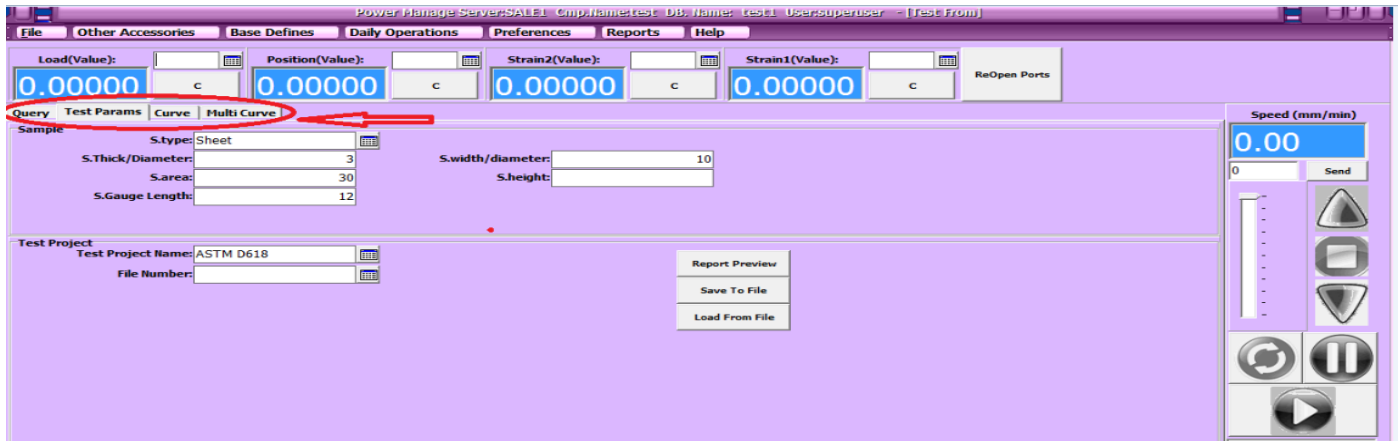 Power Manage Server:SALE1 Cmp.Name:test DB. Name: test1 User:superuser - [Test From]
File Other Accessories Base Defines Daily Operations Preferences Reports Help
Load(Value): Position(Value): Strain2(Value): Strain1(Value):
0.00000 C 0.00000 C 0.00000 C 0.00000 C ReOpen Ports
Query Test Params Curve Multi Curve Speed (mm/min)
Sample
S.type: Sheet 0.00
S.Thick/Diameter: 3 S.width/diameter: 10
S.area: 30 S.height: 0 Send
S.Gauge Length: 12
Test Project
Test Project Name: ASTM D618
File Number:
Report Preview
Save To File
Load From File